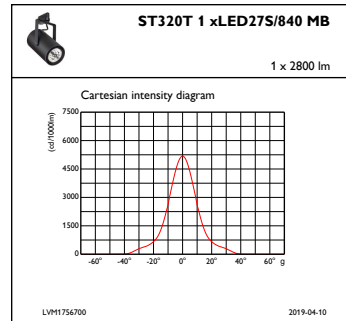 ST320T 1 xLED27S/840 MB
1 x 2800 lm
Cartesian intensity diagram
(cd/1000lm)
7500
6000
4500
3000
1500
0
-60° -40° -20° 0° 20° 40° 60° g
LVM1756700 2019-04-10